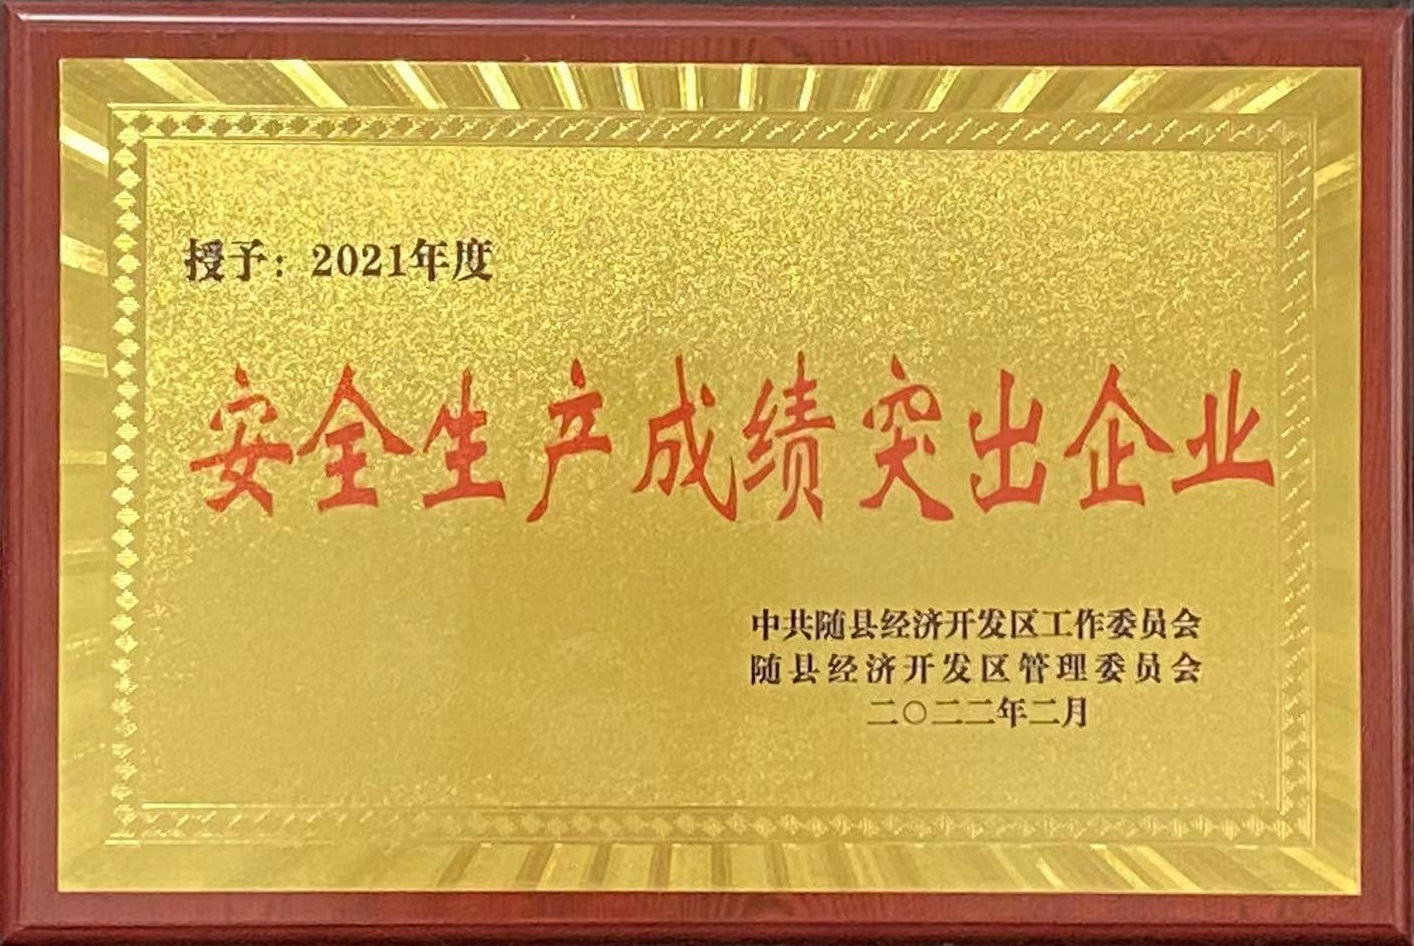 授予：2021年度
安全生产成绩突出企业
中共随县经济开发区工作委员会
随县经济开发区管理委员会
二〇二二年二月